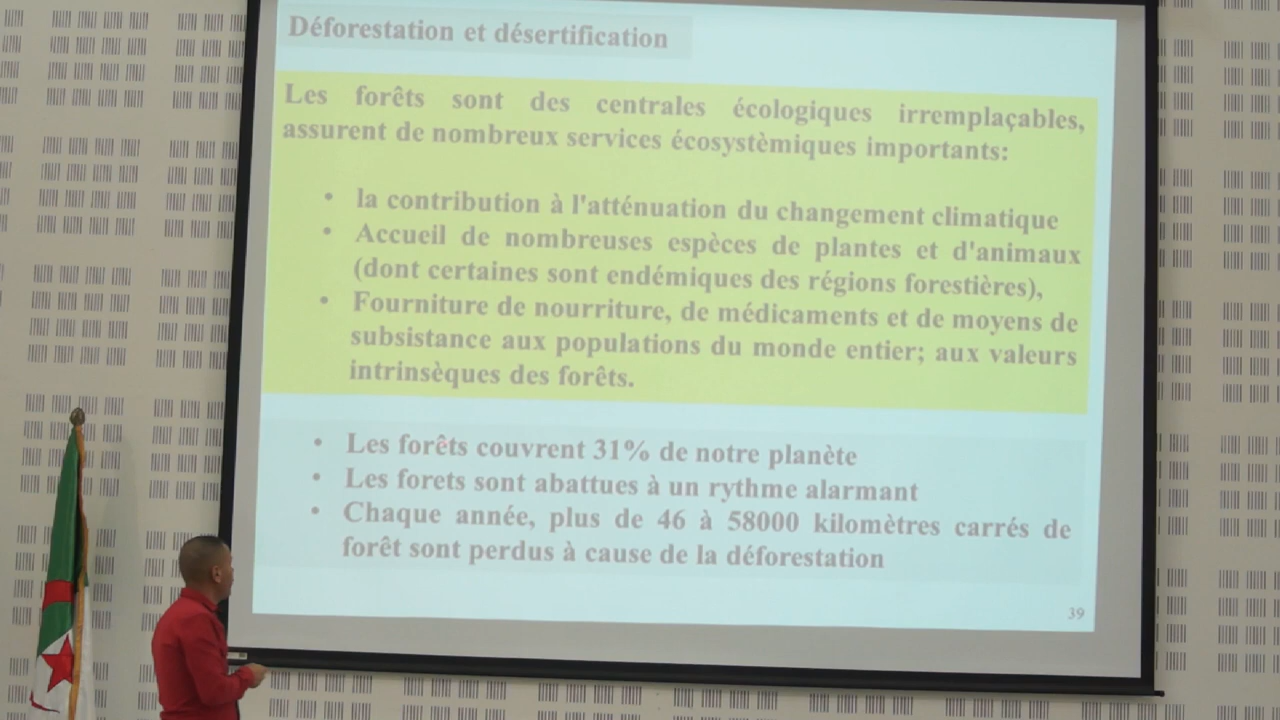 Déforestation et désertification
Les forêts sont des centrales écologiques irremplaçables,
assurent de nombreux services écosystèmiques importants:
• la contribution à l'atténuation du changement climatique
• Accueil de nombreuses espèces de plantes et d'animaux
(dont certaines sont endémiques des régions forestières),
• Fourniture de nourriture, de médicaments et de moyens de
subsistance aux populations du monde entier; aux valeurs
intrinsèques des forêts.
• Les forêts couvrent 31% de notre planète
• Les forets sont abattues à un rythme alarmant
• Chaque année, plus de 46 à 58000 kilomètres carrés de
forêt sont perdus à cause de la déforestation
39